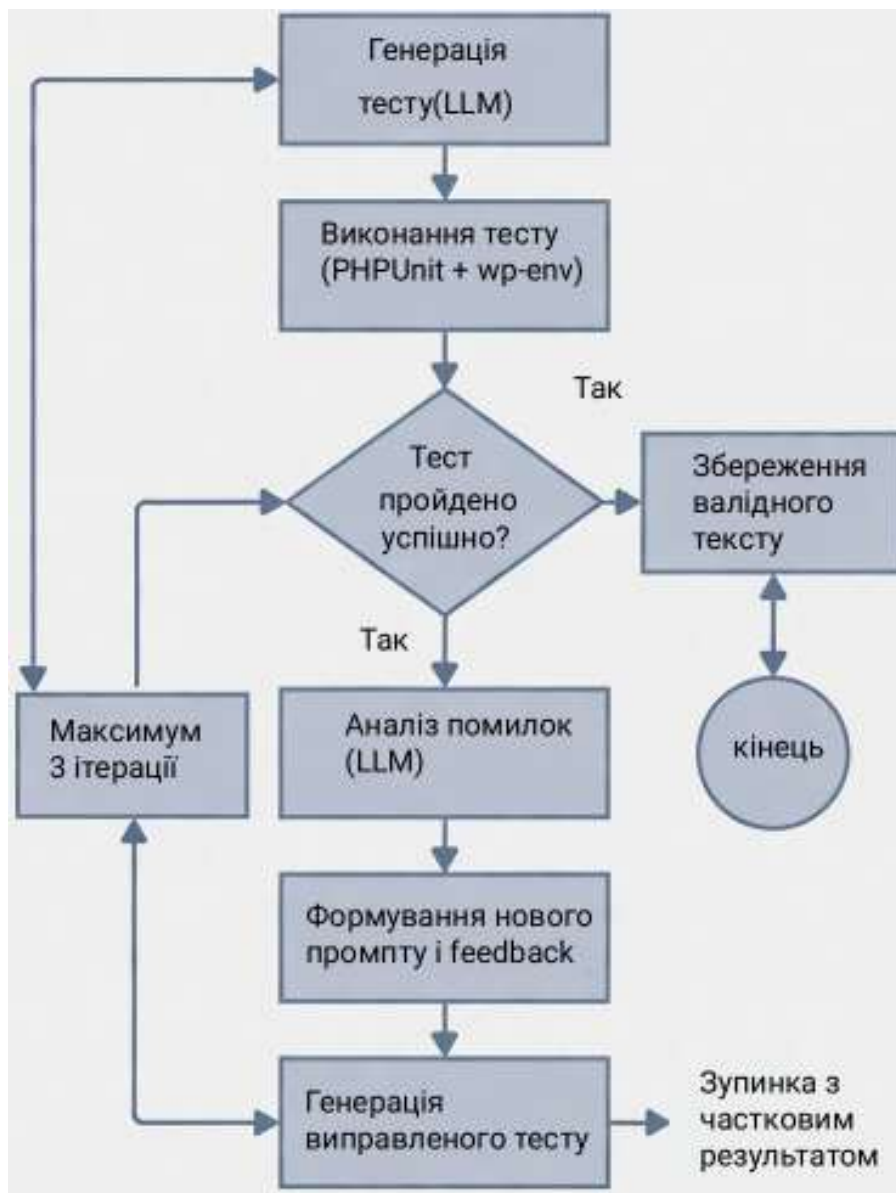 Генерація
тесту(LLM)
Виконання тесту
(PHPUnit + wp-env)
Так
Тест
пройдено
успішно?
Збереження
валідного
тексту
Так
Максимум
3 ітерації
Аналіз помилок
(LLM)
кінець
Формування нового
промпту і feedback
Генерація
виправленого тесту
Зупинка з
частковим
результатом